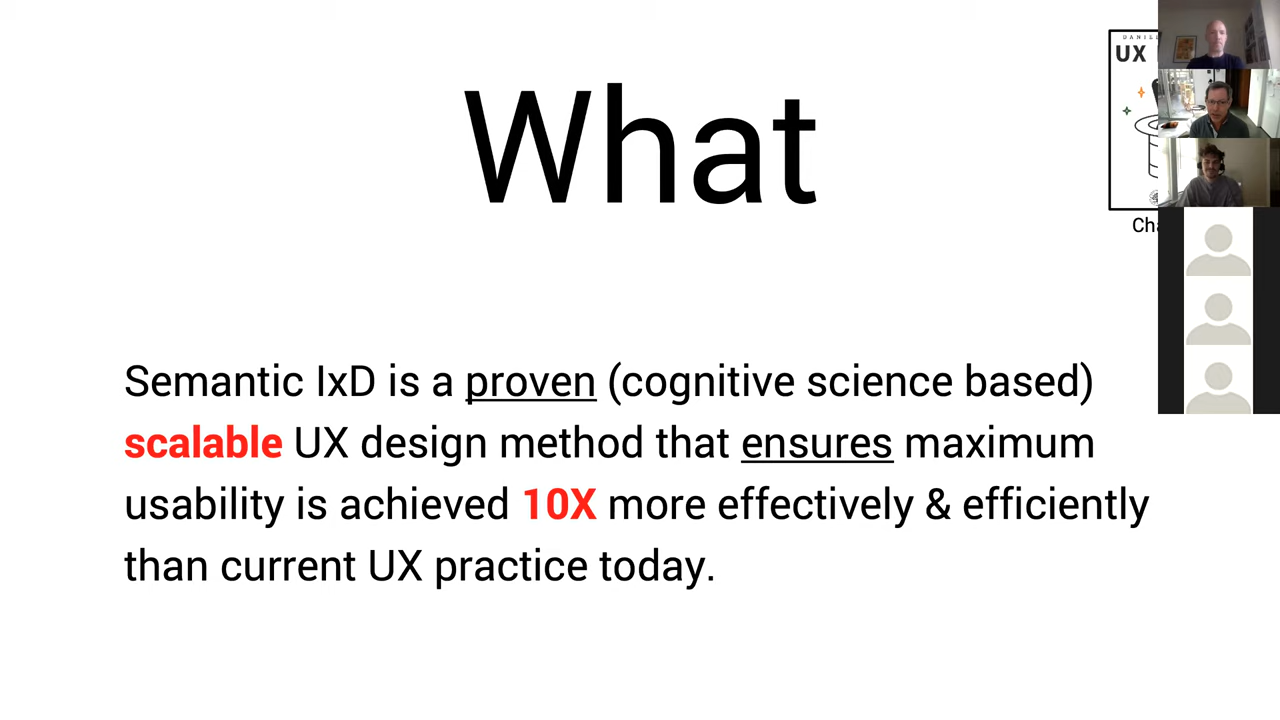 What
UX
Semantic IxD is a proven (cognitive science based)
scalable UX design method that ensures maximum
usability is achieved 10X more effectively & efficiently
than current UX practice today.